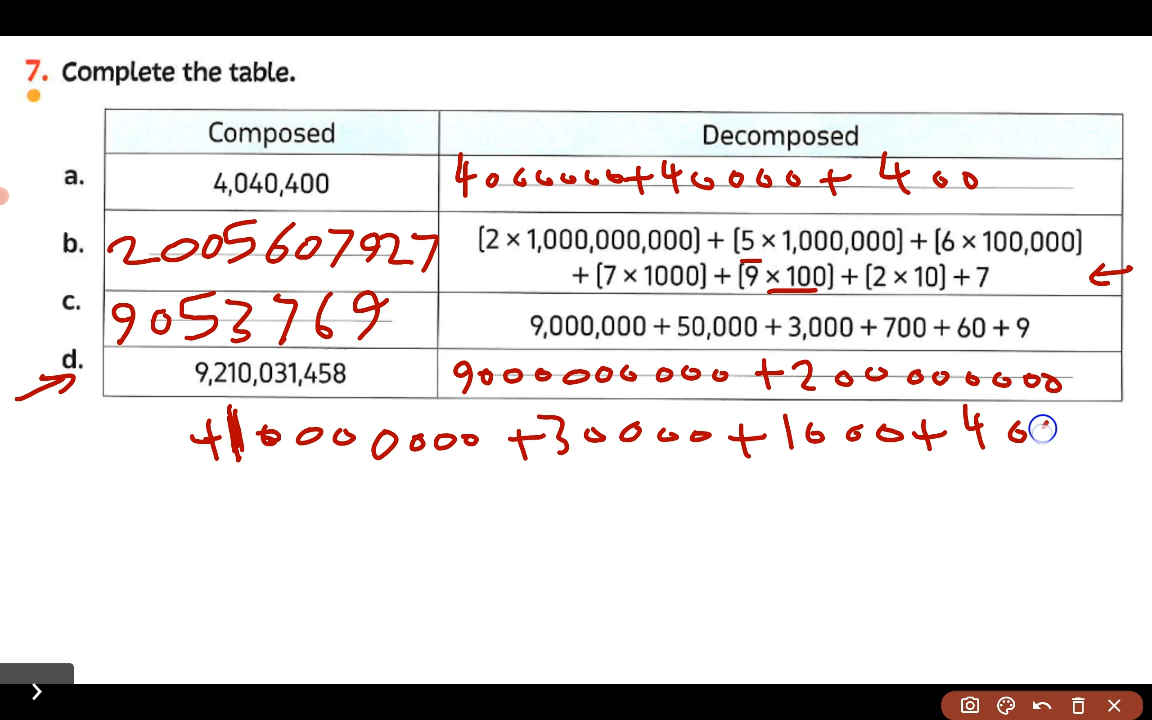 7. Complete the table.
Composed Decomposed
a. 4,040,400 4000000+40000+400
b. 2005607927 (2 × 1,000,000,000) + (5 × 1,000,000) + (6 × 100,000)
+ (7 × 1000) + (9 × 100) + (2 × 10) + 7
c. 9053769 9,000,000 + 50,000 + 3,000 + 700 + 60 + 9
d. 9,210,031,458 9000000000+200000000
+10000000+30000+1000+400